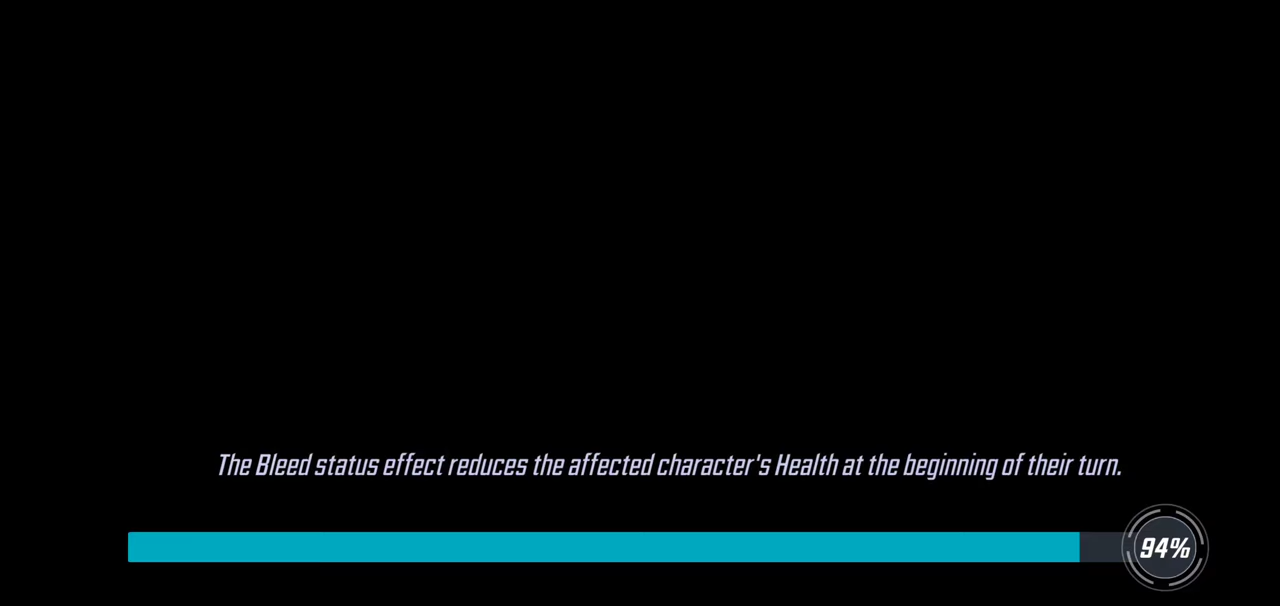 The Bleed status effect reduces the affected character's Health at the beginning of their turn.
94%